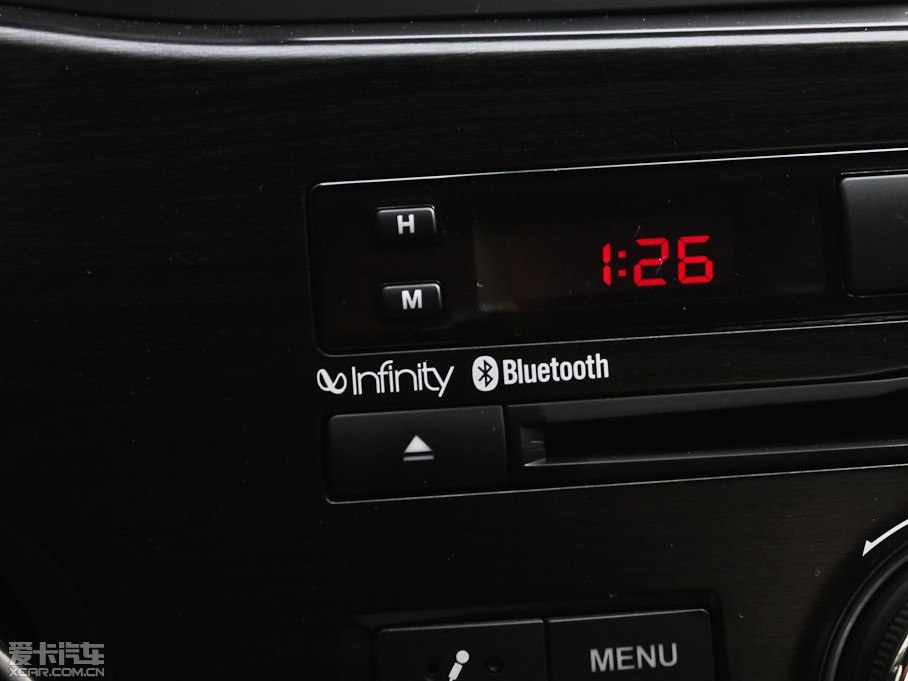 H
1:26
M
Infinity Bluetooth
MENU
爱卡汽车
XCAR.COM.CN